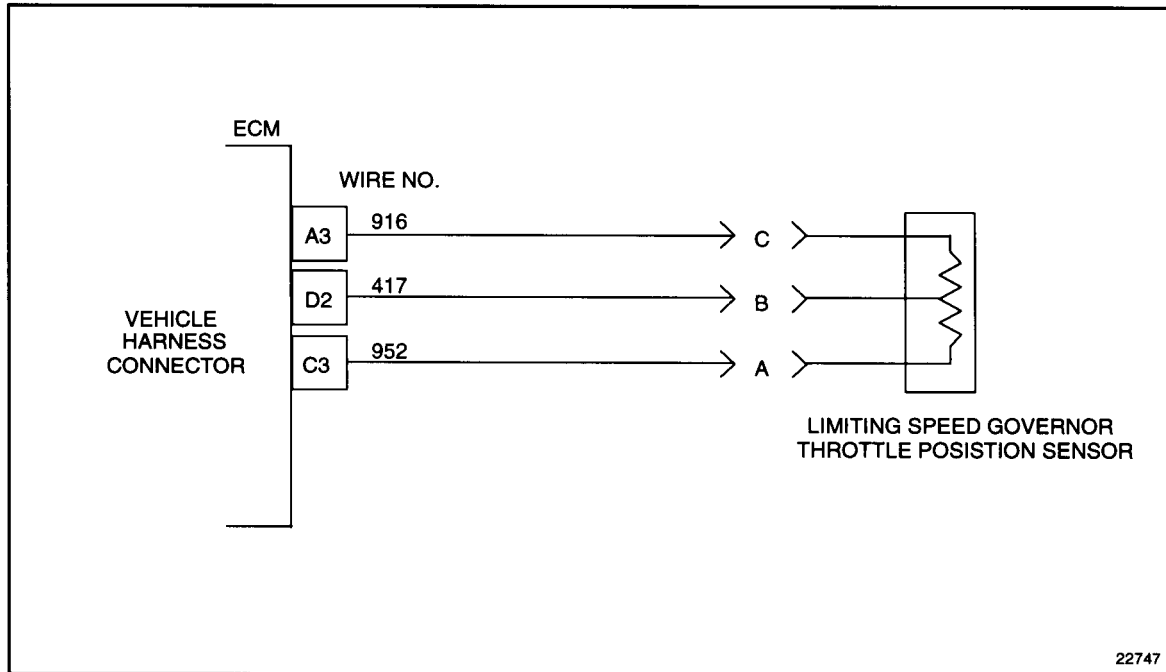 ECM
WIRE NO.
A3 916 C
D2 417 B
C3 952 A
VEHICLE
HARNESS
CONNECTOR
LIMITING SPEED GOVERNOR
THROTTLE POSISTION SENSOR
22747